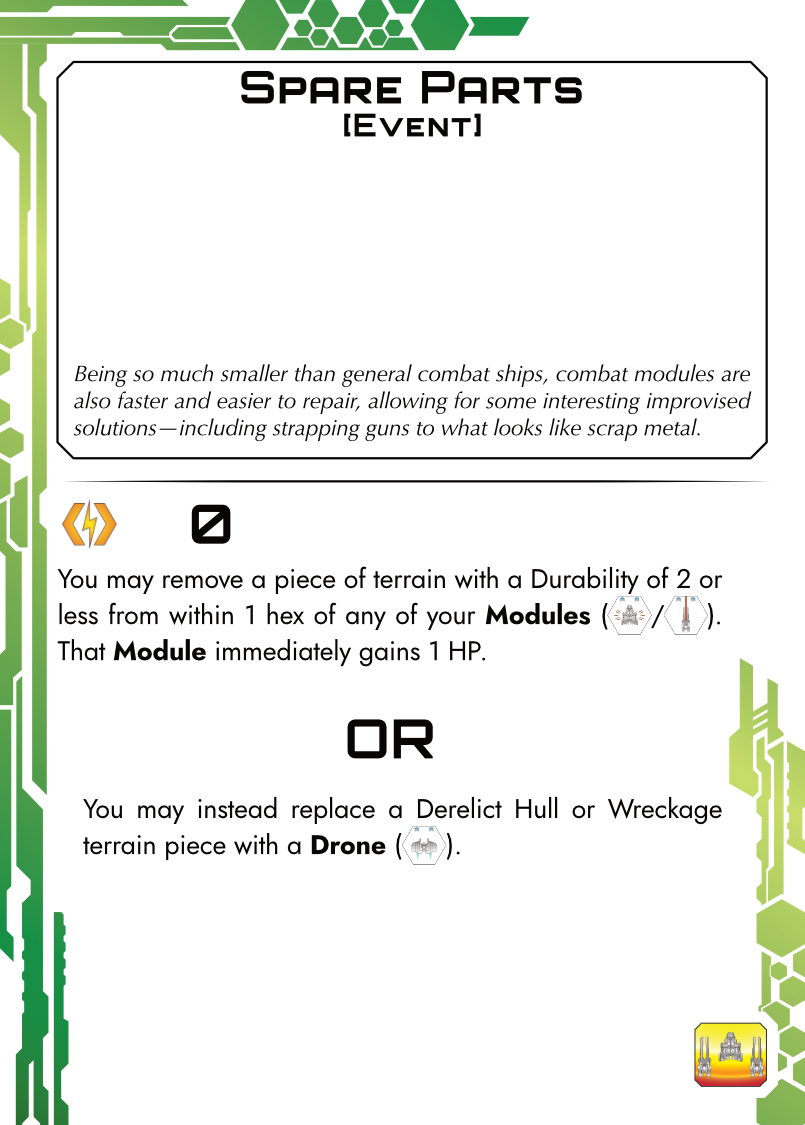 Spare Parts
[Event]
Being so much smaller than general combat ships, combat modules are
also faster and easier to repair, allowing for some interesting improvised
solutions—including strapping guns to what looks like scrap metal.
0
You may remove a piece of terrain with a Durability of 2 or
less from within 1 hex of any of your Modules ( / ).
That Module immediately gains 1 HP.
OR
You may instead replace a Derelict Hull or Wreckage
terrain piece with a Drone ( ).